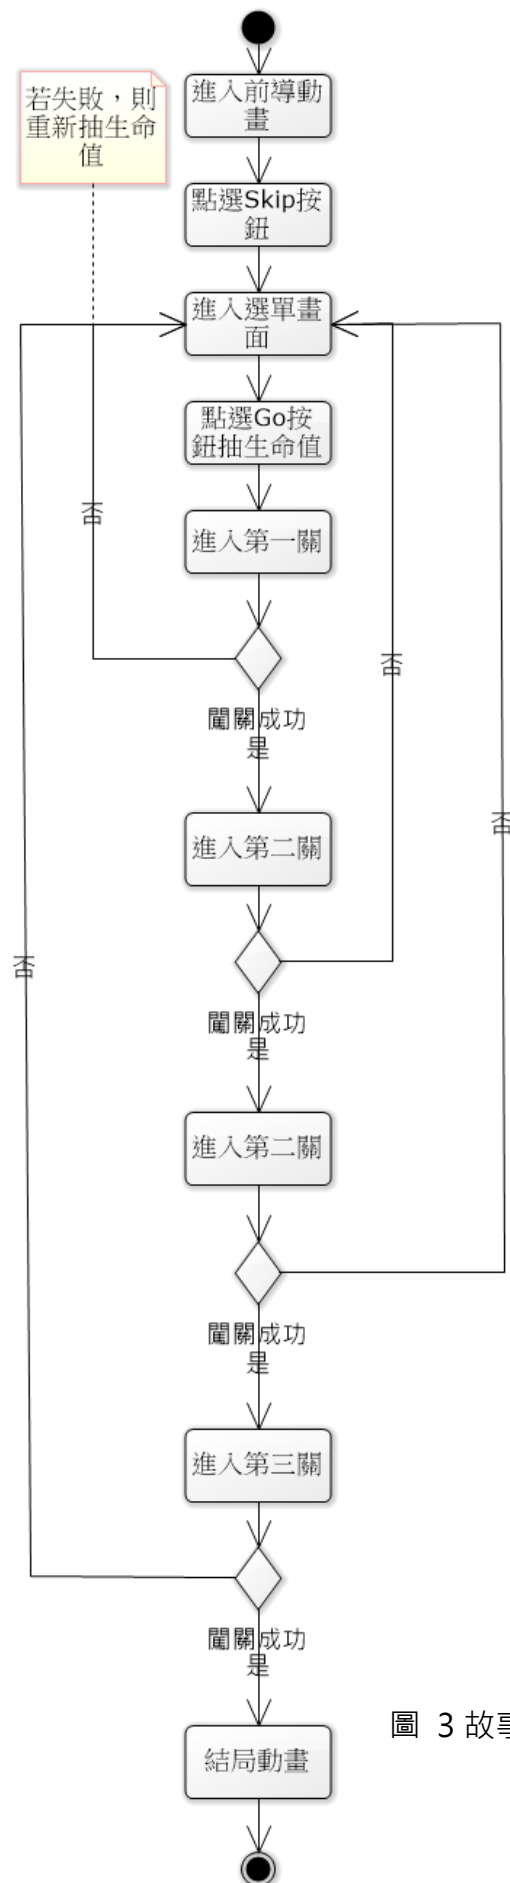 若失敗，則
重新抽生命
值
進入前導動
畫
點選Skip按
鈕
進入選單畫
面
點選Go按
鈕抽生命值
否
進入第一關
闖關成功
是
否
進入第二關
否
否
闖關成功
是
進入第二關
闖關成功
是
進入第三關
闖關成功
是
圖 3 故
結局動畫